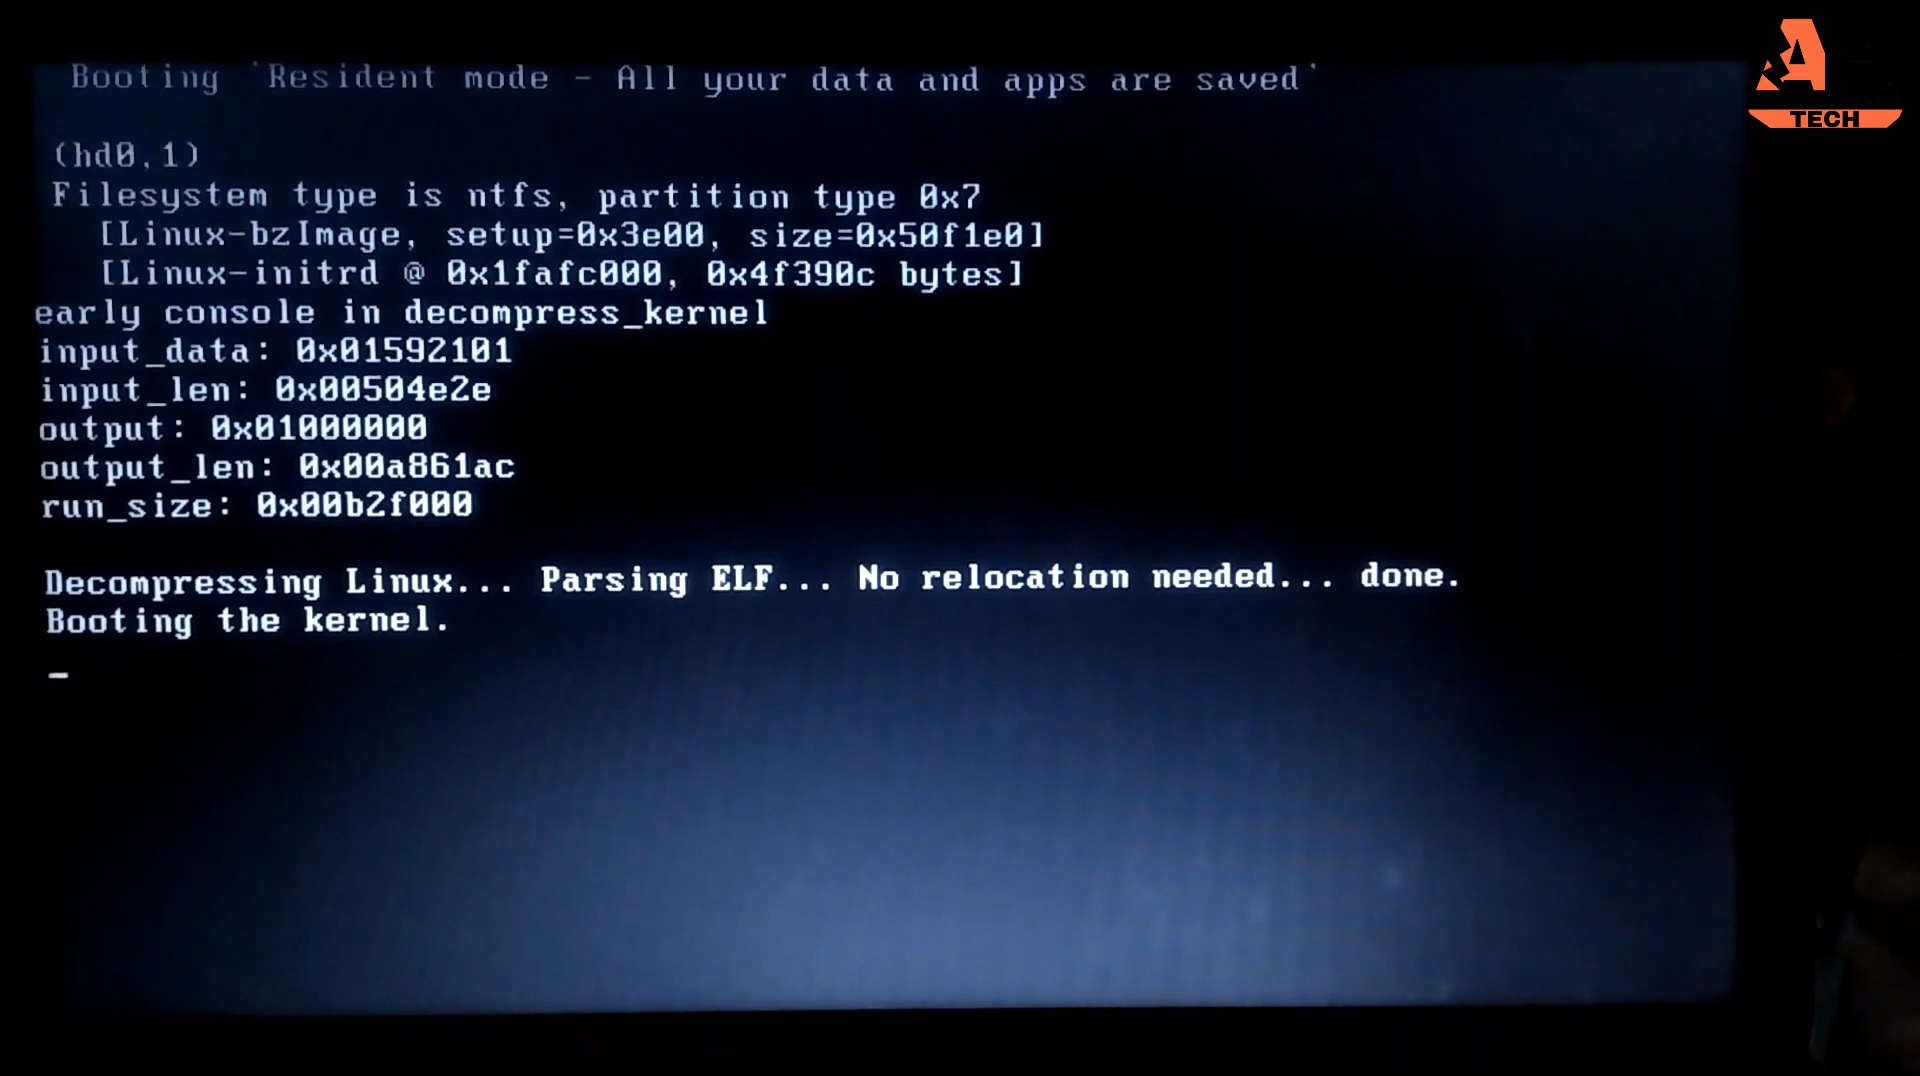 Booting `Resident mode - All your data and apps are saved'
(hd0,1)
Filesystem type is ntfs, partition type 0x7
[Linux-bzImage, setup=0x3e00, size=0x50f1e0]
[Linux-initrd @ 0x1fafc000, 0x4f390c bytes]
early console in decompress_kernel
input_data: 0x01592101
input_len: 0x00504e2e
output: 0x01000000
output_len: 0x00a861ac
run_size: 0x00b2f000
Decompressing Linux... Parsing ELF... No relocation needed... done.
Booting the kernel.
_
RA
TECH